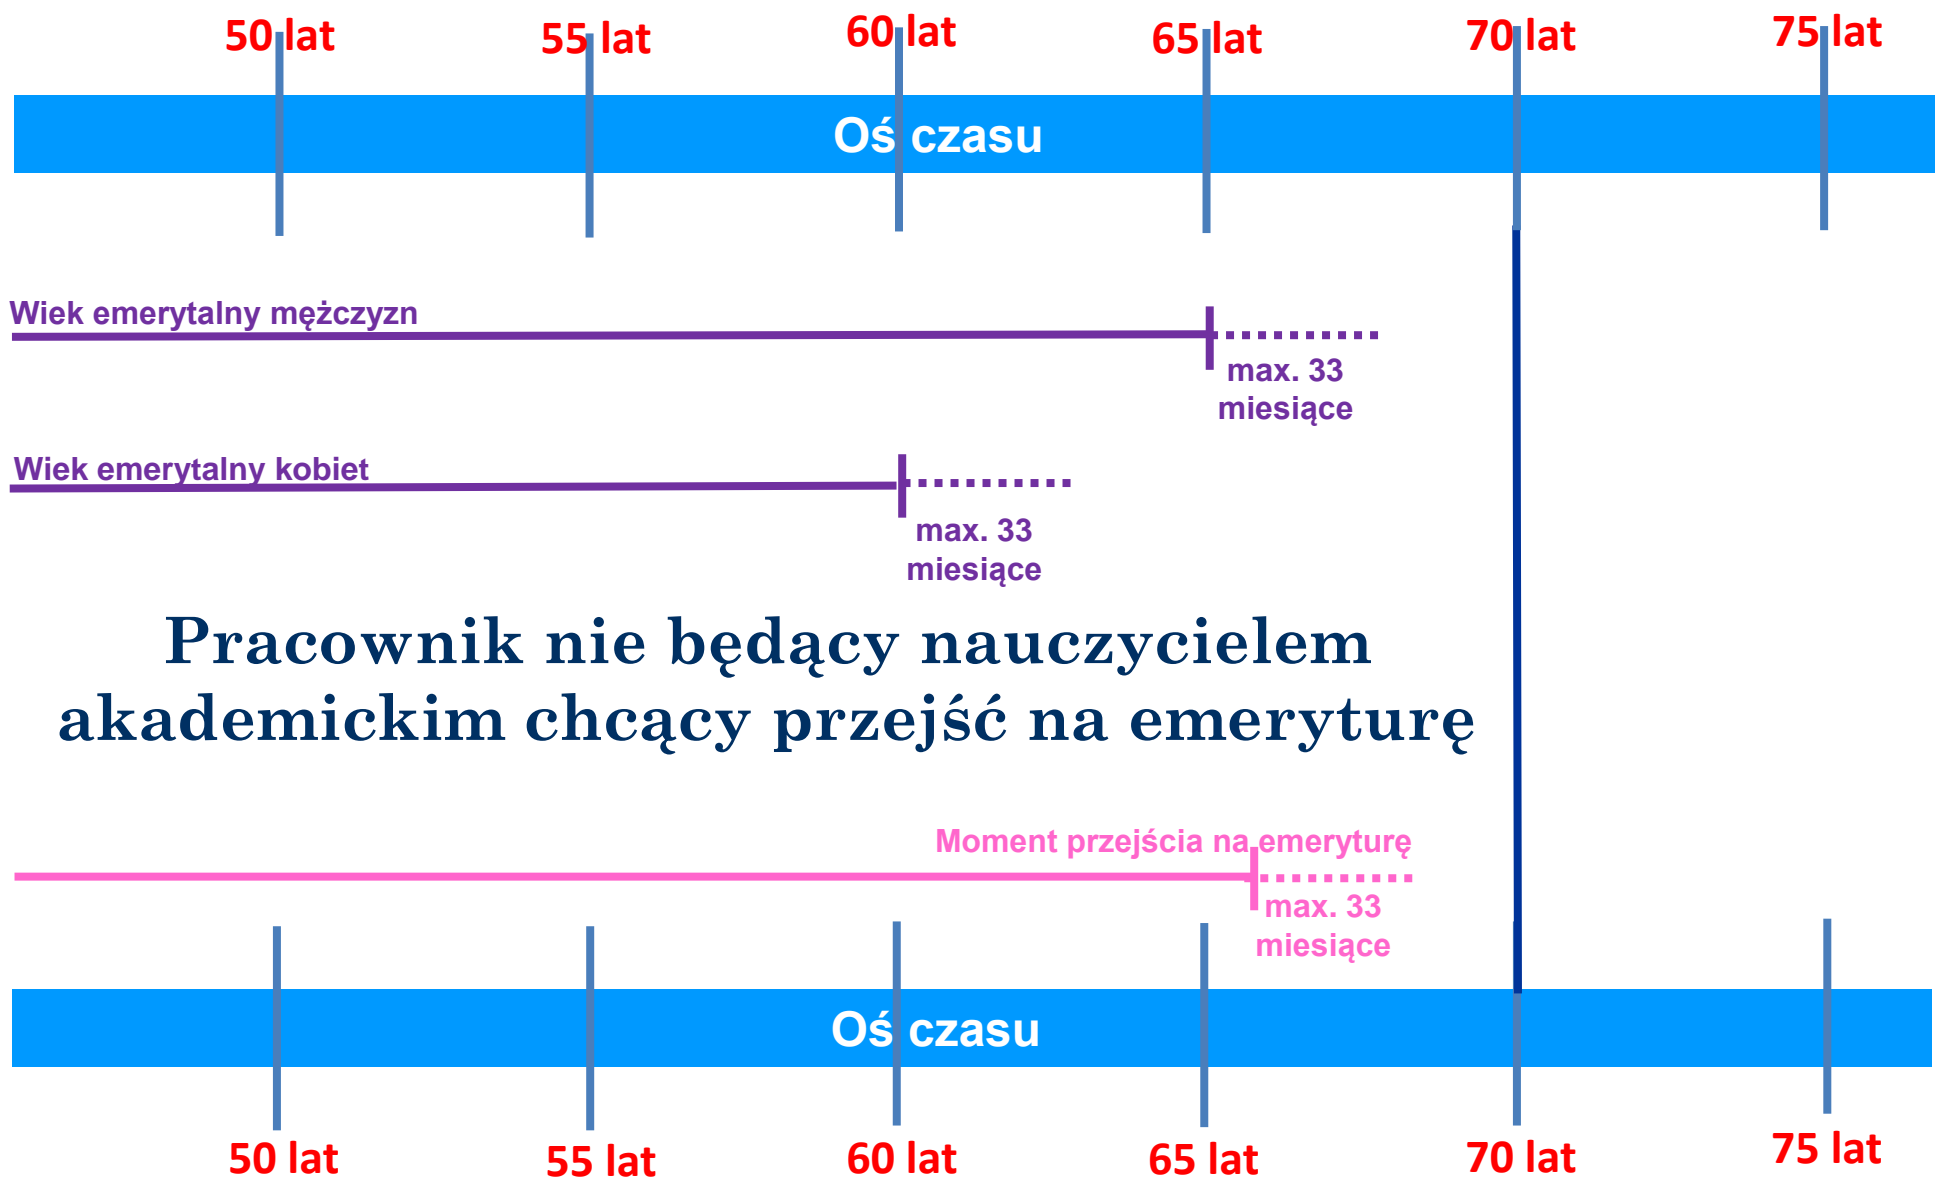 50 lat
55 lat
60 lat
65 lat
70 lat
75 lat
Oś czasu
Wiek emerytalny mężczyzn
max. 33
miesiące
Wiek emerytalny kobiet
max. 33
miesiące
Pracownik nie będący nauczycielem
akademickim chcący przejść na emeryturę
Moment przejścia na emeryturę
max. 33
miesiące
Oś czasu
50 lat
55 lat
60 lat
65 lat
70 lat
75 lat